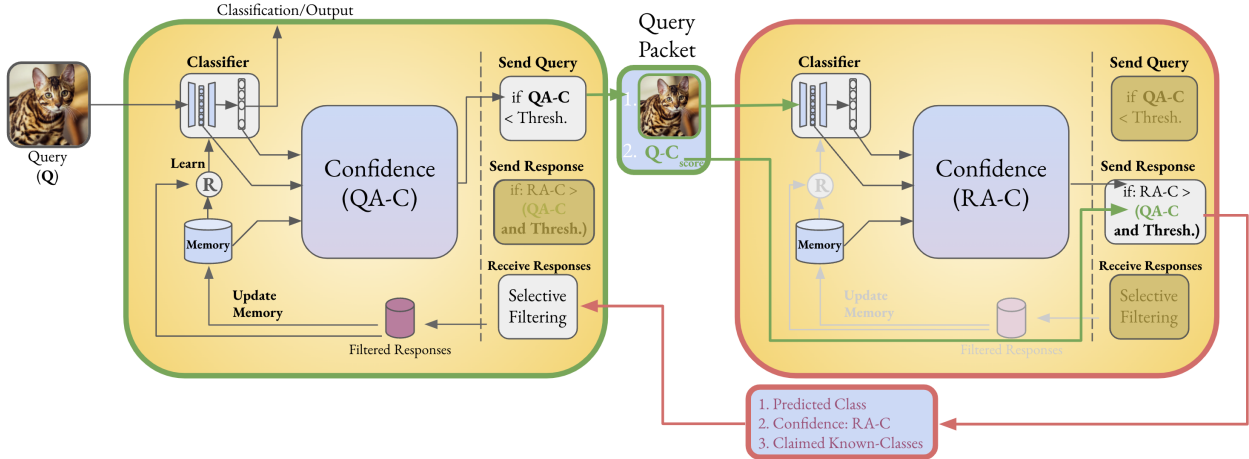 Classification/Output
Query
(Q)
Classifier
Learn
R
Memory
Update
Memory
Confidence
(QA-C)
Filtered Responses
Send Query
if QA-C
< Thresh.
Send Response
if: RA-C >
(QA-C
and Thresh.)
Receive Responses
Selective
Filtering
Query
Packet
1.
2. Q-C score
Classifier
R
Memory
Update
Memory
Confidence
(RA-C)
Filtered Responses
Send Query
if QA-C
< Thresh.
Send Response
if: RA-C >
(QA-C
and Thresh.)
Receive Responses
Selective
Filtering
1. Predicted Class
2. Confidence: RA-C
3. Claimed Known-Classes